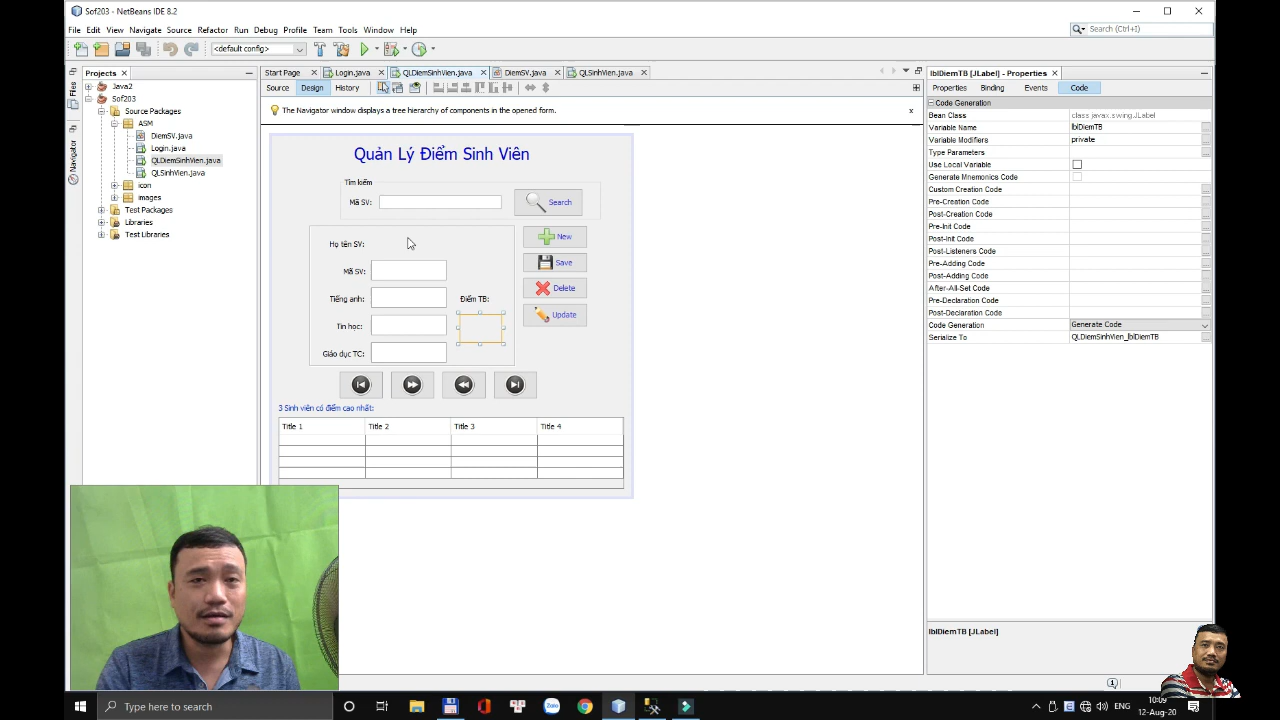 Sof203 - NetBeans IDE 8.2
File Edit View Navigate Source Refactor Run Debug Profile Team Tools Window Help
Search (Ctrl+I)
<default config>
Projects
Start Page
Login.java
QLDiemSinhVien.java
DiemSV.java
QLSinhVien.java
lblDiemTB [JLabel] - Properties
Files
Navigator
Java2
Sof203
Source Packages
ASM
DiemSV.java
Login.java
QLDiemSinhVien.java
QLSinhVien.java
icon
images
Test Packages
Libraries
Test Libraries
Source Design History
The Navigator window displays a tree hierarchy of components in the opened form.
Quản Lý Điểm Sinh Viên
Tìm kiếm
Mã SV:
Search
Họ tên SV:
Mã SV:
Tiếng anh:
Điểm TB:
Tin học:
Giáo dục TC:
New
Save
Delete
Update
3 Sinh viên có điểm cao nhất:
Title 1 Title 2 Title 3 Title 4
Properties Binding Events Code
Code Generation
Bean Class class javax.swing.JLabel
Variable Name lblDiemTB
Variable Modifiers private
Type Parameters
Use Local Variable
Generate Mnemonics Code
Custom Creation Code
Pre-Creation Code
Post-Creation Code
Pre-Init Code
Post-Init Code
Post-Listeners Code
Pre-Adding Code
Post-Adding Code
After-All-Set Code
Pre-Declaration Code
Post-Declaration Code
Code Generation Generate Code
Serialize To QLDiemSinhVien_lblDiemTB
lblDiemTB [JLabel]
Type here to search
Zalo
ENG
10:09
12-Aug-20